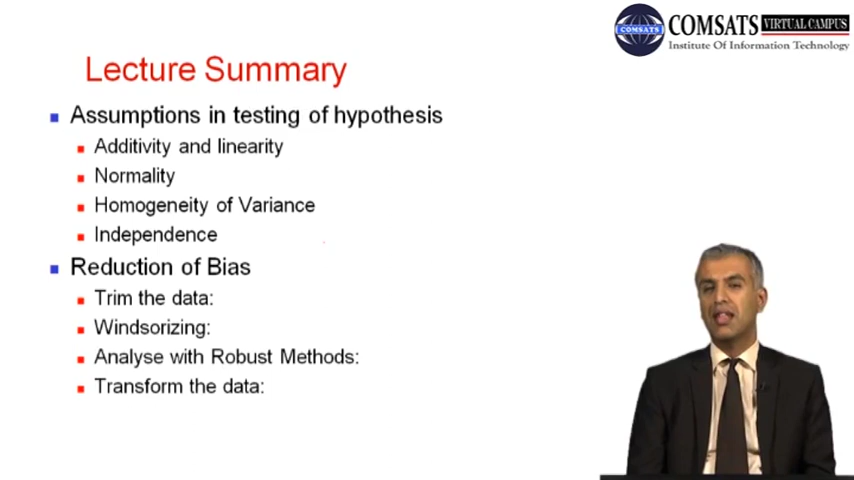 COMSATS VIRTUAL CAMPUS
COMSATS
Institute Of Information Technology
Lecture Summary
Assumptions in testing of hypothesis
Additivity and linearity
Normality
Homogeneity of Variance
Independence
Reduction of Bias
Trim the data:
Windsorizing:
Analyse with Robust Methods:
Transform the data: